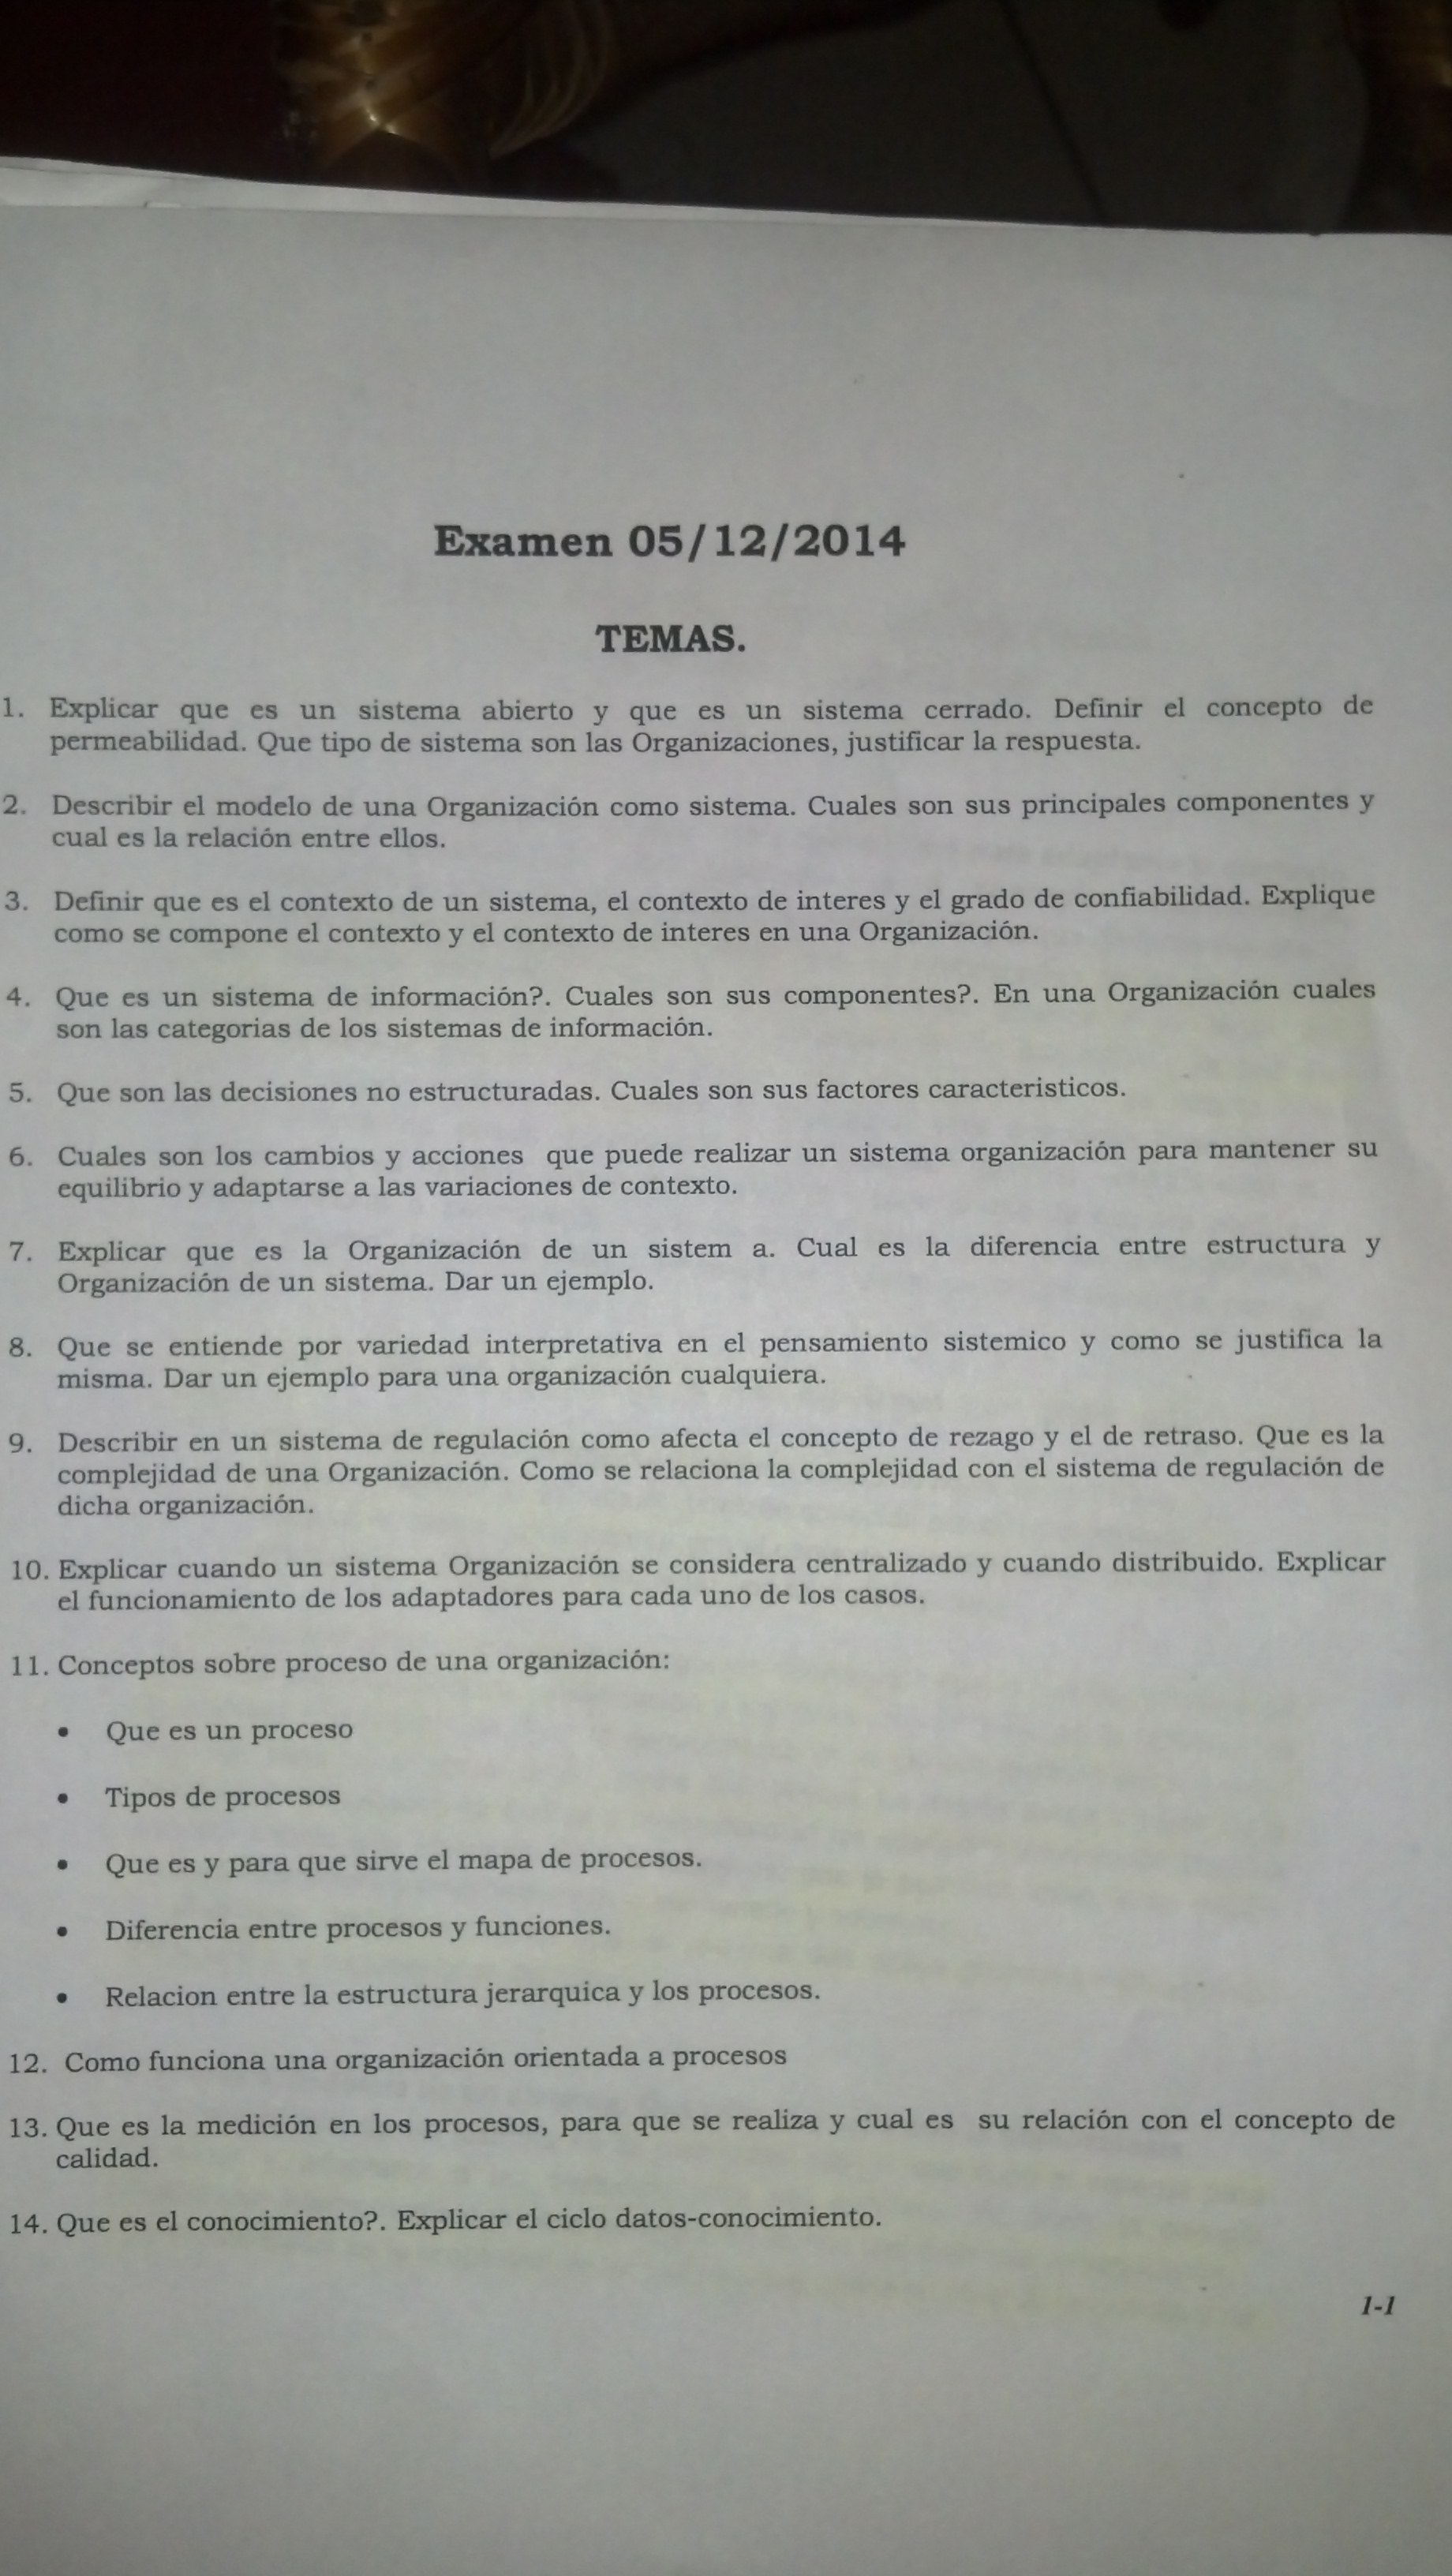 Examen 05/12/2014
TEMAS.
1. Explicar que es un sistema abierto y que es un sistema cerrado. Definir el concepto de
permeabilidad. Que tipo de sistema son las Organizaciones, justificar la respuesta.
2. Describir el modelo de una Organización como sistema. Cuales son sus principales componentes y
cual es la relación entre ellos.
3. Definir que es el contexto de un sistema, el contexto de interes y el grado de confiabilidad. Explique
como se compone el contexto y el contexto de interes en una Organización.
4. Que es un sistema de información?. Cuales son sus componentes?. En una Organización cuales
son las categorias de los sistemas de información.
5. Que son las decisiones no estructuradas. Cuales son sus factores caracteristicos.
6. Cuales son los cambios y acciones que puede realizar un sistema organización para mantener su
equilibrio y adaptarse a las variaciones de contexto.
7. Explicar que es la Organización de un sistem a. Cual es la diferencia entre estructura y
Organización de un sistema. Dar un ejemplo.
8. Que se entiende por variedad interpretativa en el pensamiento sistemico y como se justifica la
misma. Dar un ejemplo para una organización cualquiera.
9. Describir en un sistema de regulación como afecta el concepto de rezago y el de retraso. Que es la
complejidad de una Organización. Como se relaciona la complejidad con el sistema de regulación de
dicha organización.
10. Explicar cuando un sistema Organización se considera centralizado y cuando distribuido. Explicar
el funcionamiento de los adaptadores para cada uno de los casos.
11. Conceptos sobre proceso de una organización:
• Que es un proceso
• Tipos de procesos
• Que es y para que sirve el mapa de procesos.
• Diferencia entre procesos y funciones.
• Relacion entre la estructura jerarquica y los procesos.
12. Como funciona una organización orientada a procesos
13. Que es la medición en los procesos, para que se realiza y cual es su relación con el concepto de
calidad.
14. Que es el conocimiento?. Explicar el ciclo datos-conocimiento.
1-1